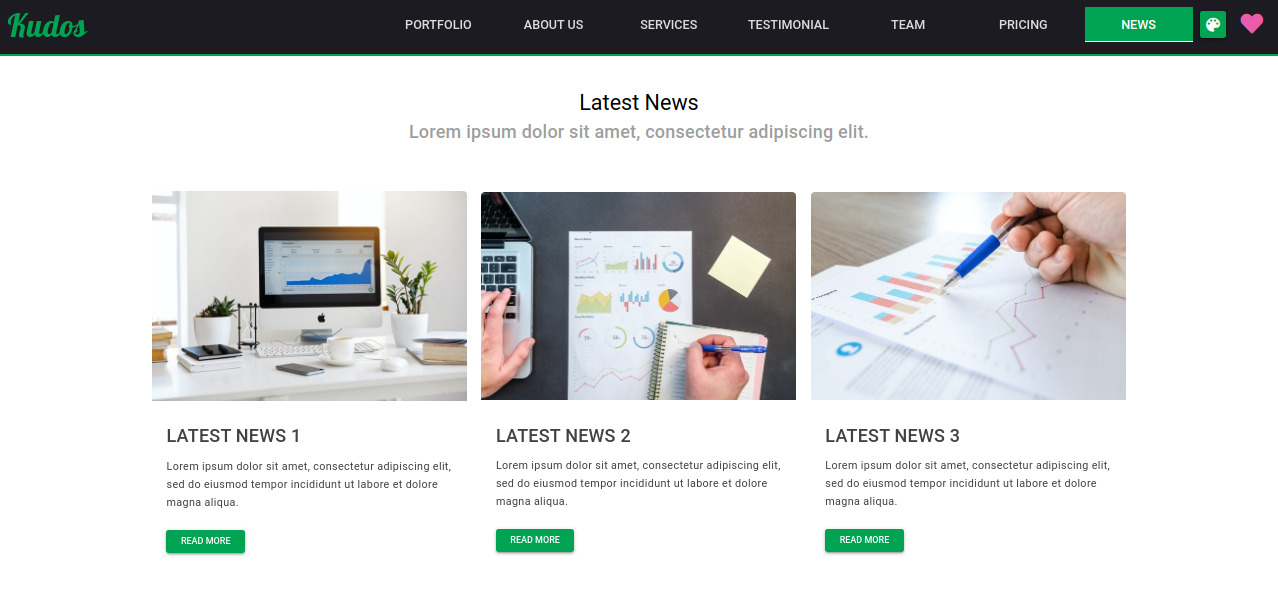 Kudos
PORTFOLIO
ABOUT US
SERVICES
TESTIMONIAL
TEAM
PRICING
NEWS
Latest News
Lorem ipsum dolor sit amet, consectetur adipiscing elit.
LATEST NEWS 1
Lorem ipsum dolor sit amet, consectetur adipiscing elit,
sed do eiusmod tempor incididunt ut labore et dolore
magna aliqua.
READ MORE
LATEST NEWS 2
Lorem ipsum dolor sit amet, consectetur adipiscing elit,
sed do eiusmod tempor incididunt ut labore et dolore
magna aliqua.
READ MORE
LATEST NEWS 3
Lorem ipsum dolor sit amet, consectetur adipiscing elit,
sed do eiusmod tempor incididunt ut labore et dolore
magna aliqua.
READ MORE